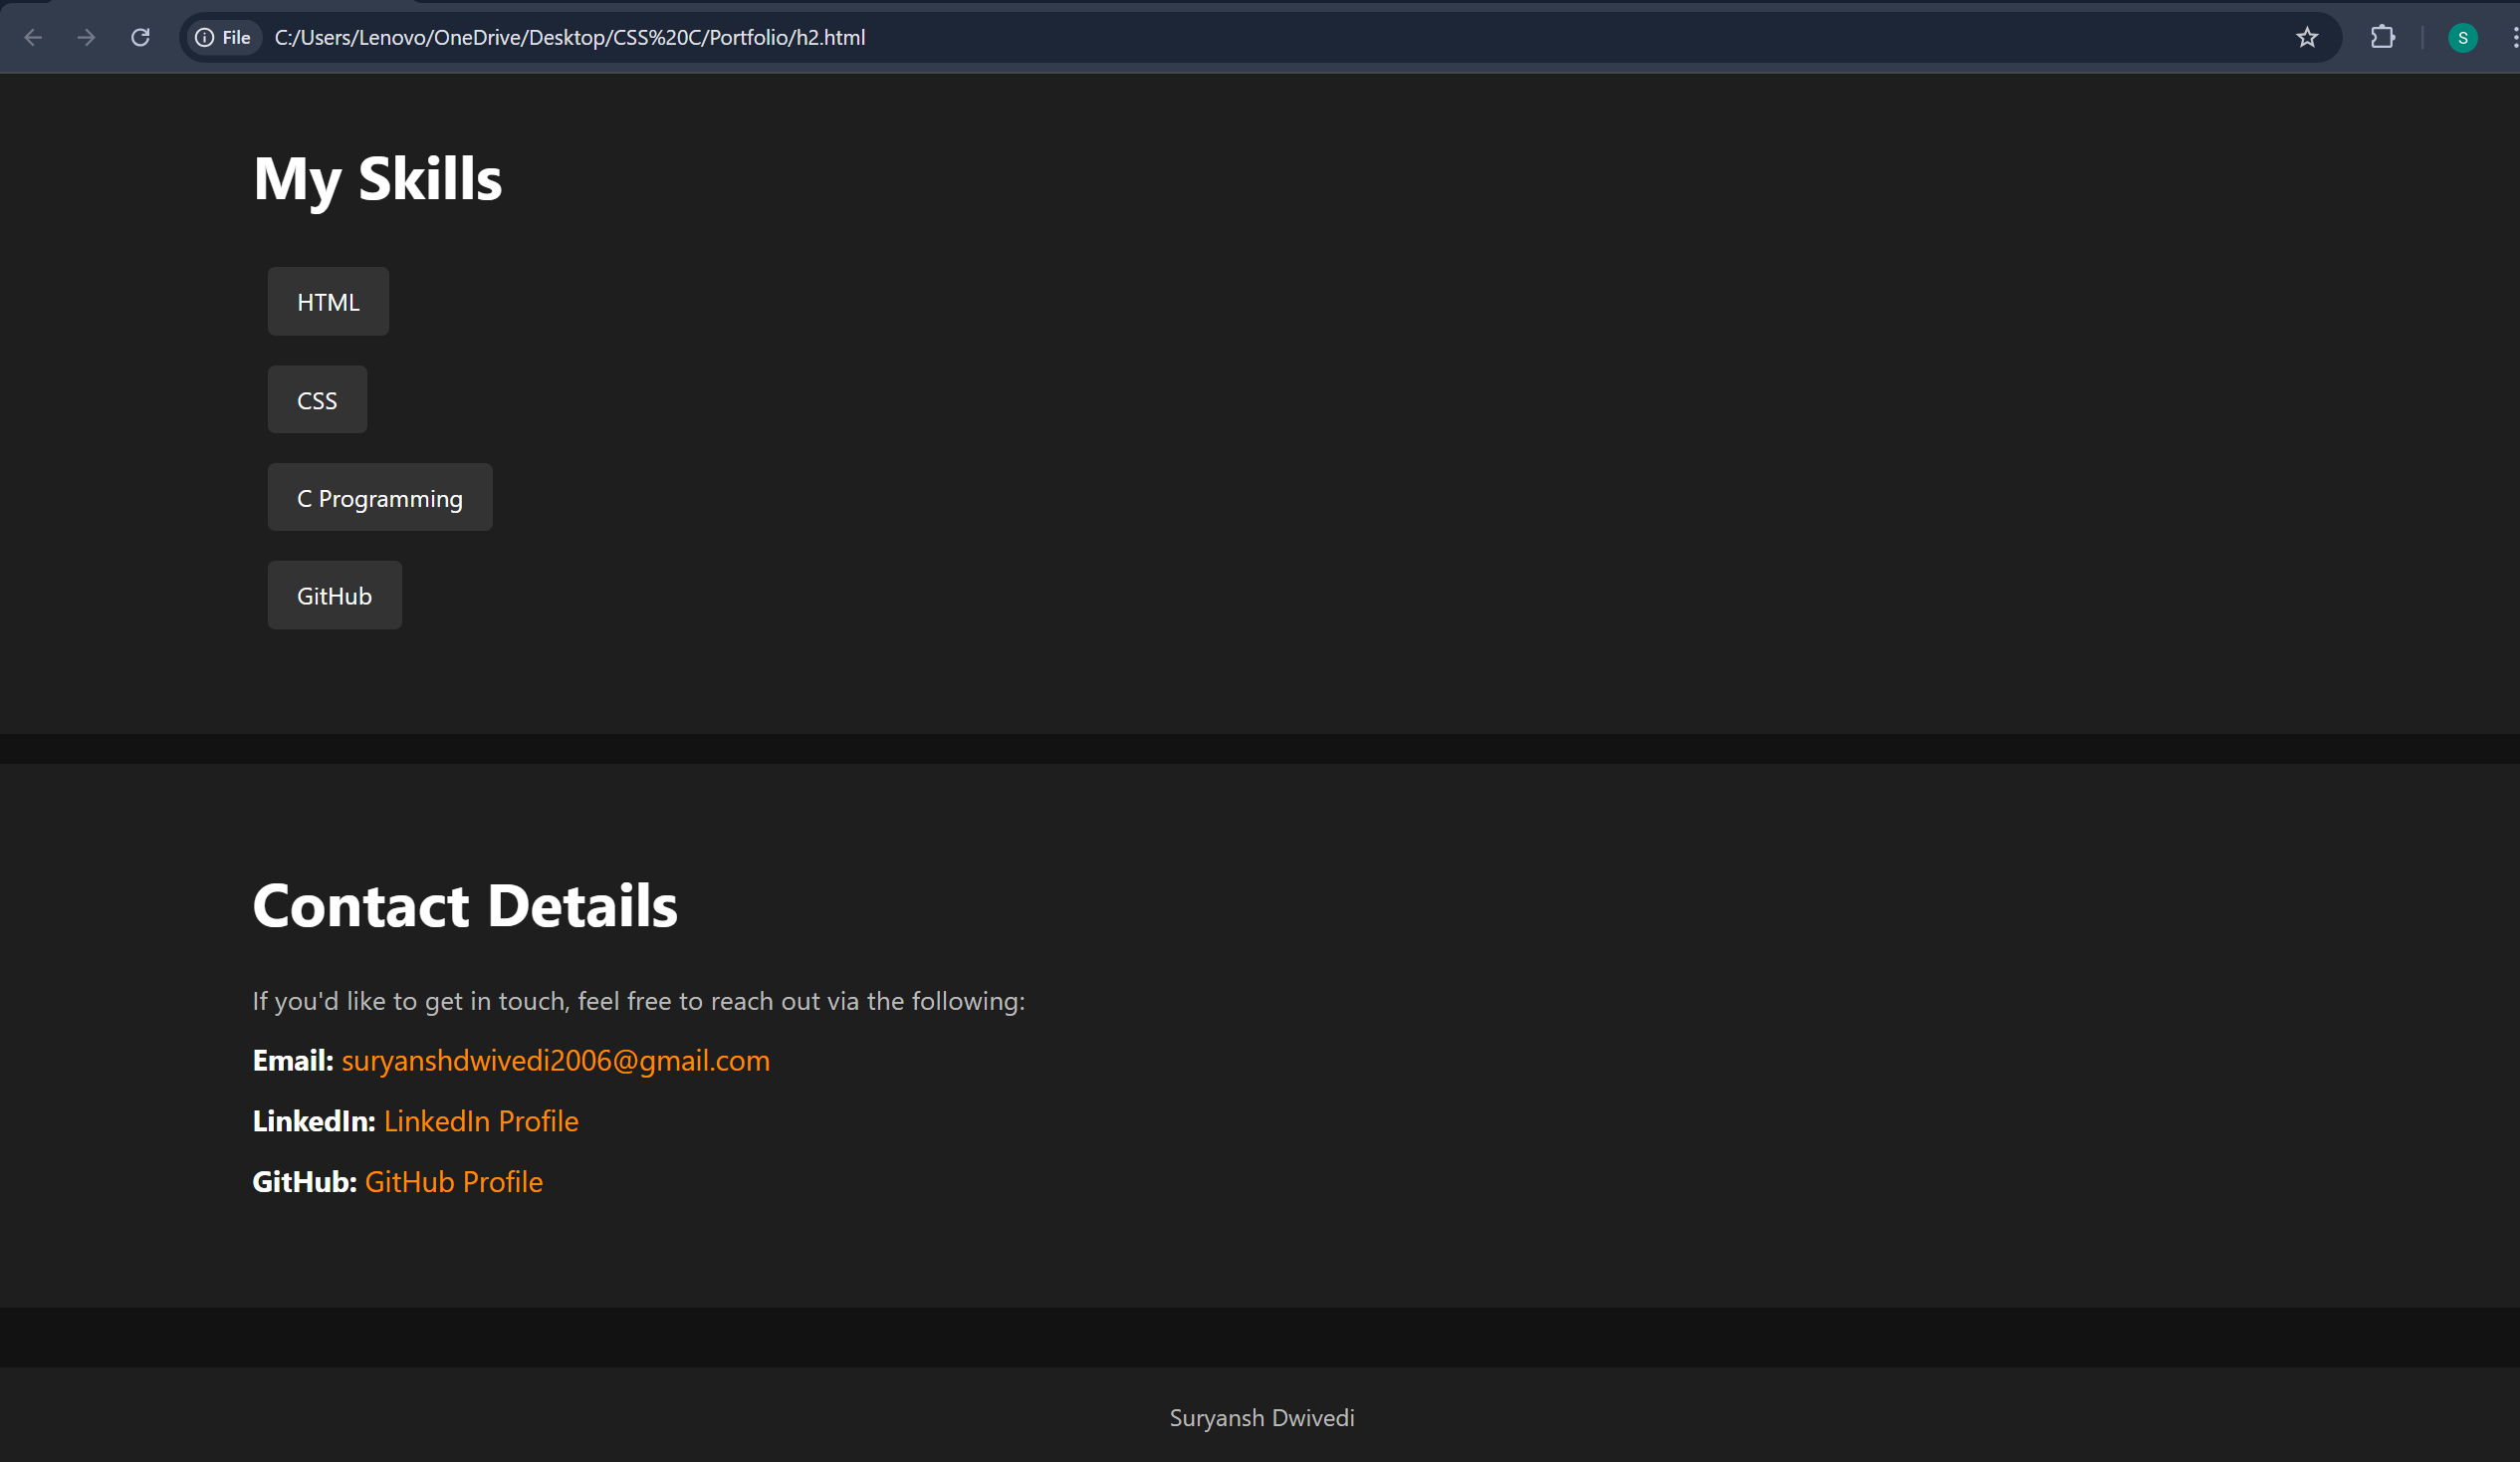 File C:/Users/Lenovo/OneDrive/Desktop/CSS%20C/Portfolio/h2.html
S
My Skills
HTML
CSS
C Programming
GitHub
Contact Details
If you'd like to get in touch, feel free to reach out via the following:
Email: suryanshdwivedi2006@gmail.com
LinkedIn: LinkedIn Profile
GitHub: GitHub Profile
Suryansh Dwivedi